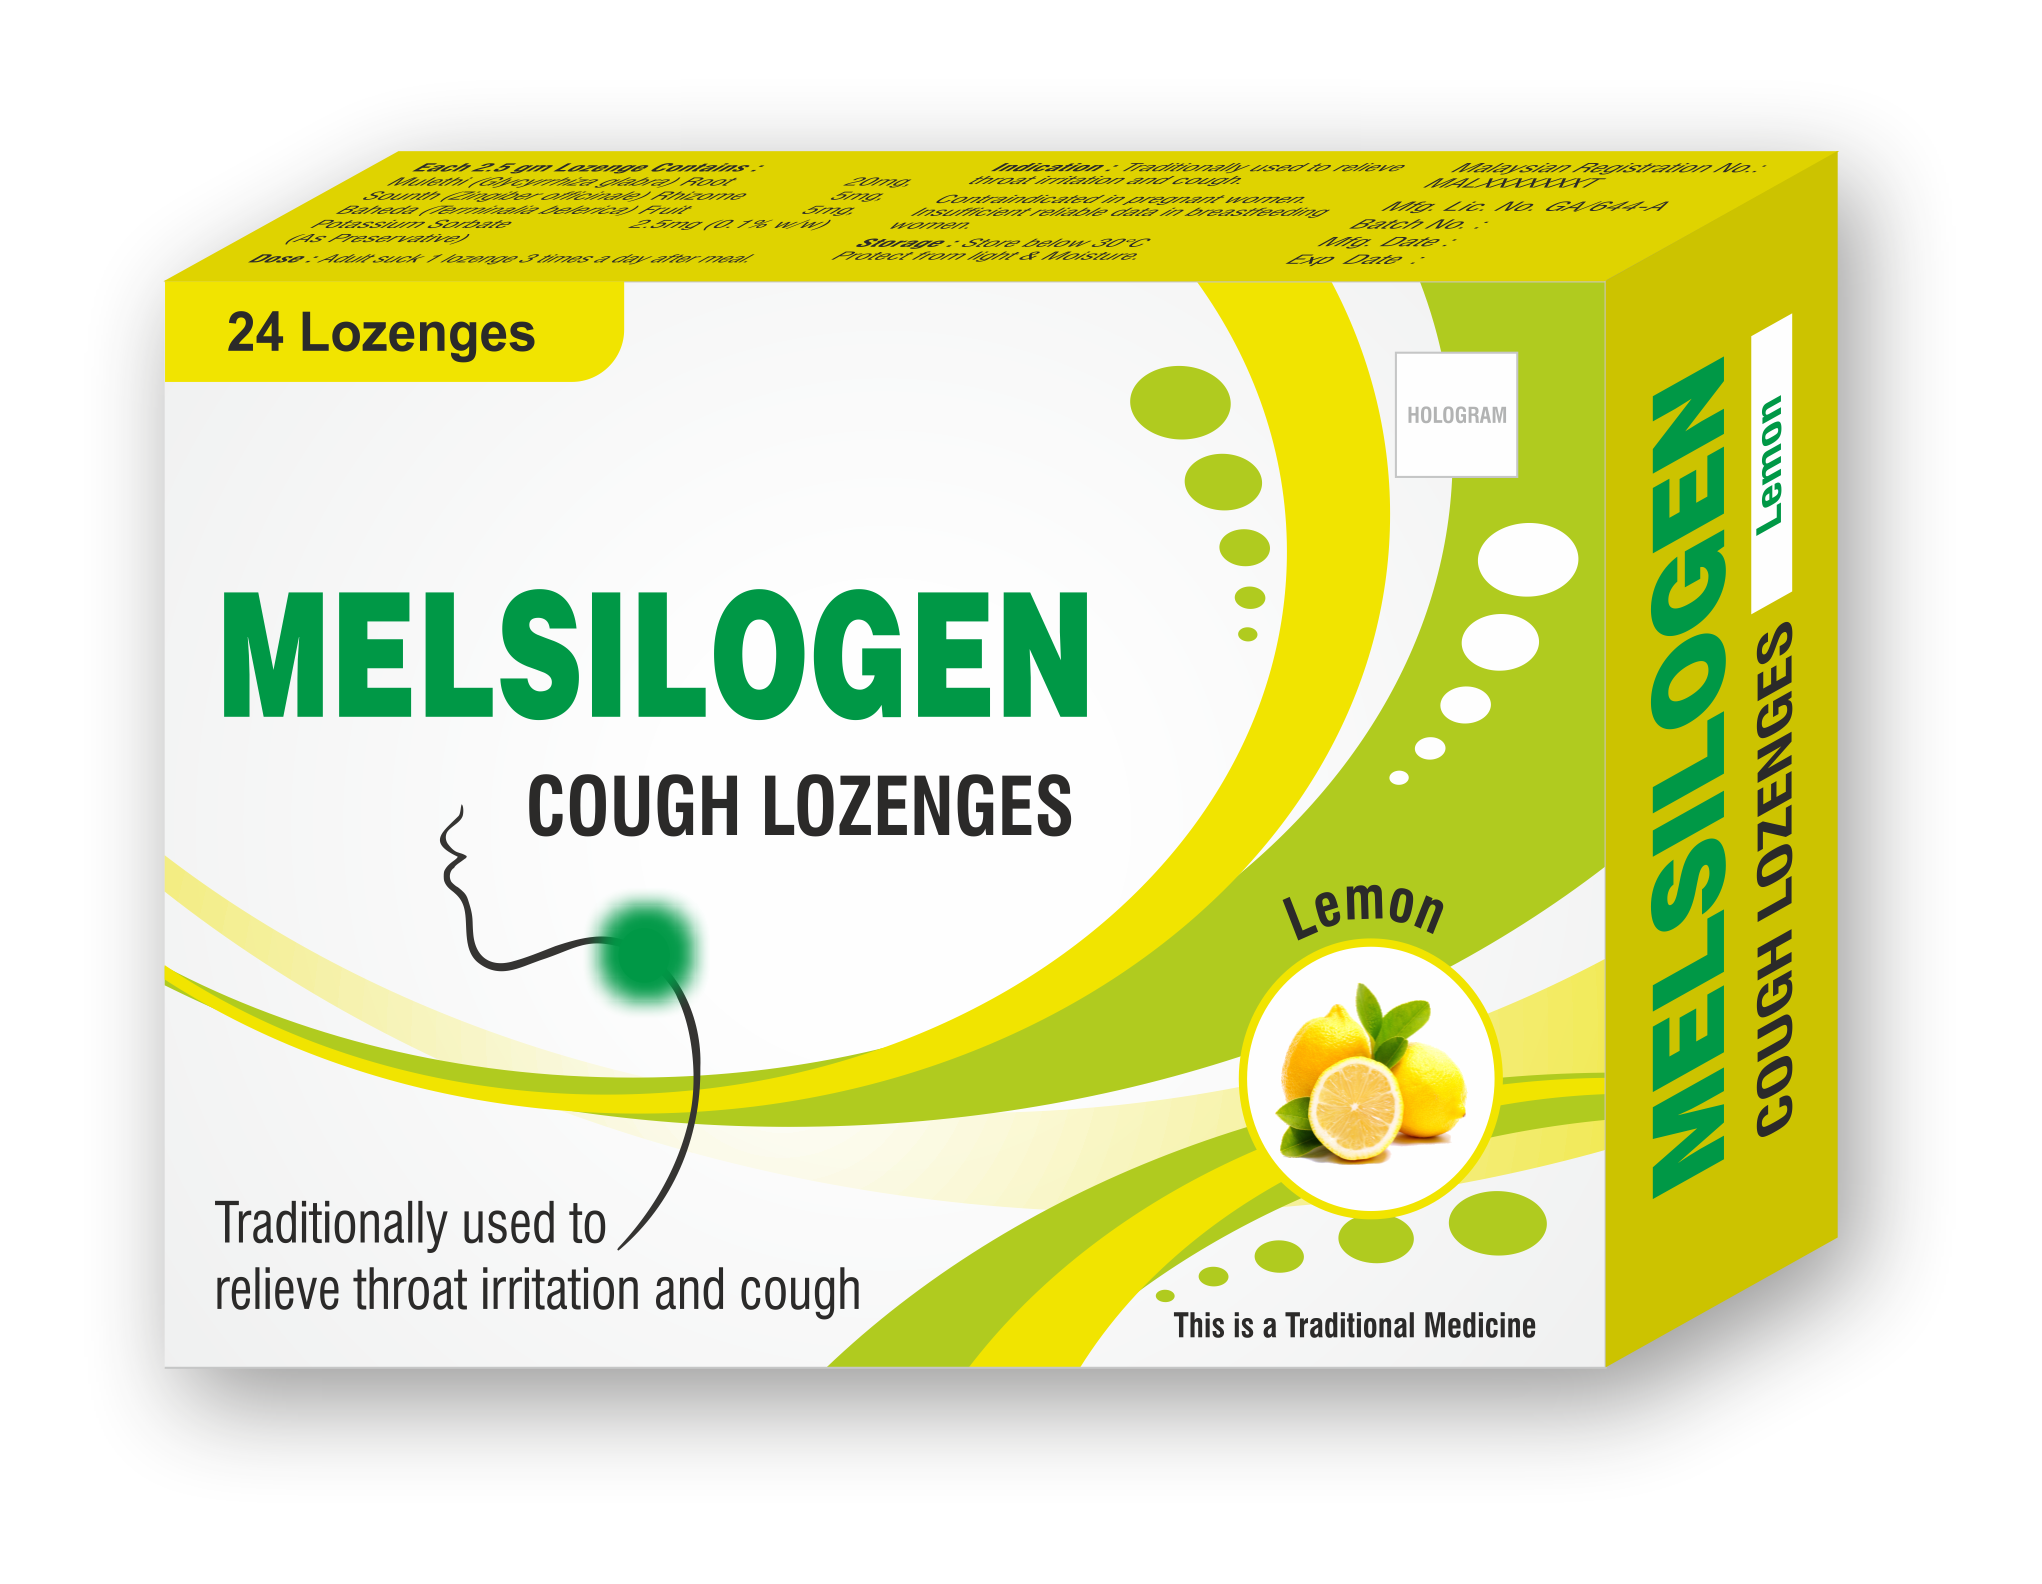 Each 2.5 gm Lozenge Contains :
Mulethi (Glycyrrhiza glabra) Root 20mg.
Sounth (Zingiber officinale) Rhizome 5mg.
Baheda (Terminalia belerica) Fruit 5mg.
Potassium Sorbate 2.5mg (0.1% w/w)
(As Preservative)
Dose : Adult suck 1 lozenge 3 times a day after meal.
Indication : Traditionally used to relieve
throat irritation and cough.
Contraindicated in pregnant women.
Insufficient reliable data in breastfeeding
women.
Storage : Store below 30°C
Protect from light & Moisture.
Malaysian Registration No.:
MALXXXXXXXT
Mfg. Lic. No. GA/644-A
Batch No. :
Mfg. Date :
Exp Date :
24 Lozenges
HOLOGRAM
MELSILOGEN
COUGH LOZENGES
Lemon
Traditionally used to
relieve throat irritation and cough
This is a Traditional Medicine
MELSILOGEN
COUGH LOZENGES
Lemon